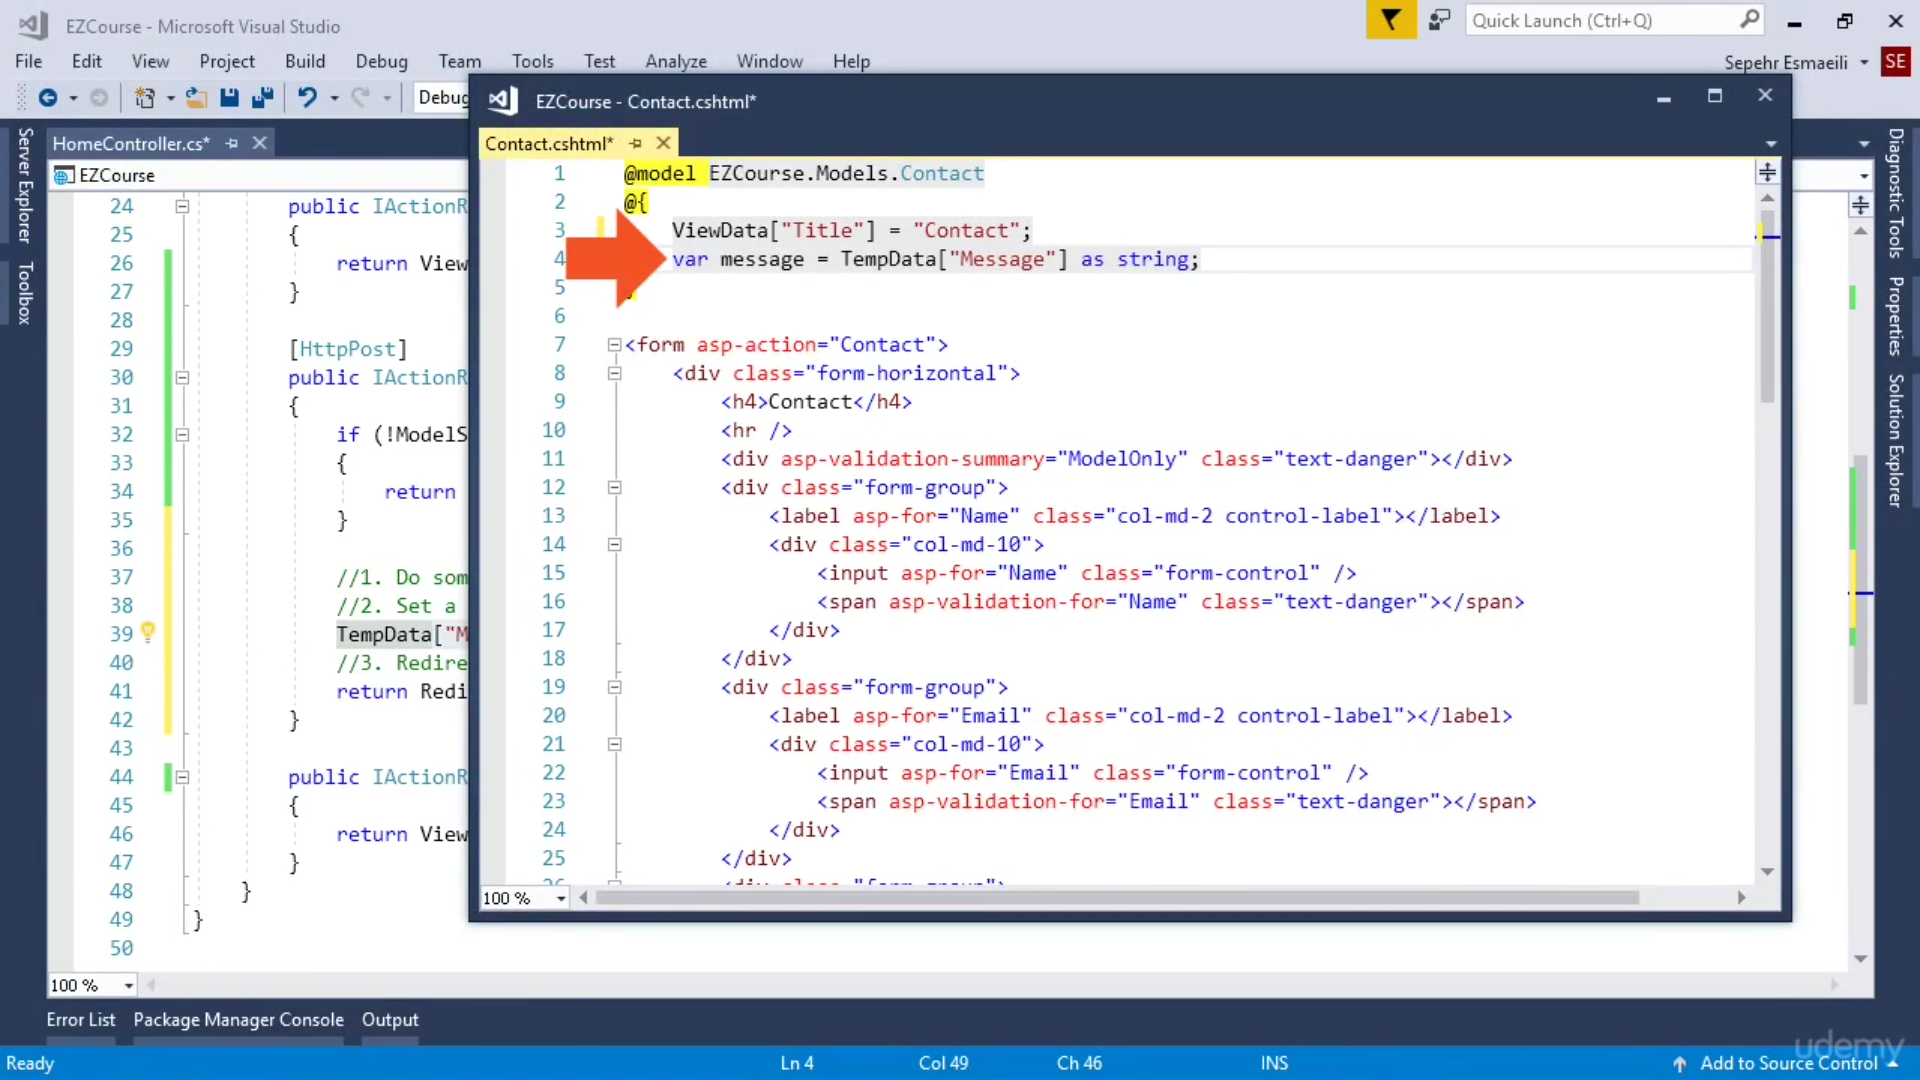 EZCourse - Microsoft Visual Studio
Quick Launch (Ctrl+Q)
File Edit View Project Build Debug Team Tools Test Analyze Window Help
Sepehr Esmaeili SE
Debug
EZCourse - Contact.cshtml*
Server Explorer
Toolbox
HomeController.cs*
EZCourse
24 public IActionR
25 {
26 return View
27 }
28
29 [HttpPost]
30 public IActionR
31 {
32 if (!ModelS
33 {
34 return
35 }
36
37 //1. Do som
38 //2. Set a
39 TempData["M
40 //3. Redire
41 return Redi
42 }
43
44 public IActionR
45 {
46 return View
47 }
48 }
49 }
50
100 %
Contact.cshtml*
1 @model EZCourse.Models.Contact
2 @{
3 ViewData["Title"] = "Contact";
4 var message = TempData["Message"] as string;
5
6
7 <form asp-action="Contact">
8 <div class="form-horizontal">
9 <h4>Contact</h4>
10 <hr />
11 <div asp-validation-summary="ModelOnly" class="text-danger"></div>
12 <div class="form-group">
13 <label asp-for="Name" class="col-md-2 control-label"></label>
14 <div class="col-md-10">
15 <input asp-for="Name" class="form-control" />
16 <span asp-validation-for="Name" class="text-danger"></span>
17 </div>
18 </div>
19 <div class="form-group">
20 <label asp-for="Email" class="col-md-2 control-label"></label>
21 <div class="col-md-10">
22 <input asp-for="Email" class="form-control" />
23 <span asp-validation-for="Email" class="text-danger"></span>
24 </div>
25 </div>
26 <div class="form-group">
100 %
Diagnostic Tools
Properties
Solution Explorer
Error List Package Manager Console Output
udemy
Ready Ln 4 Col 49 Ch 46 INS Add to Source Control